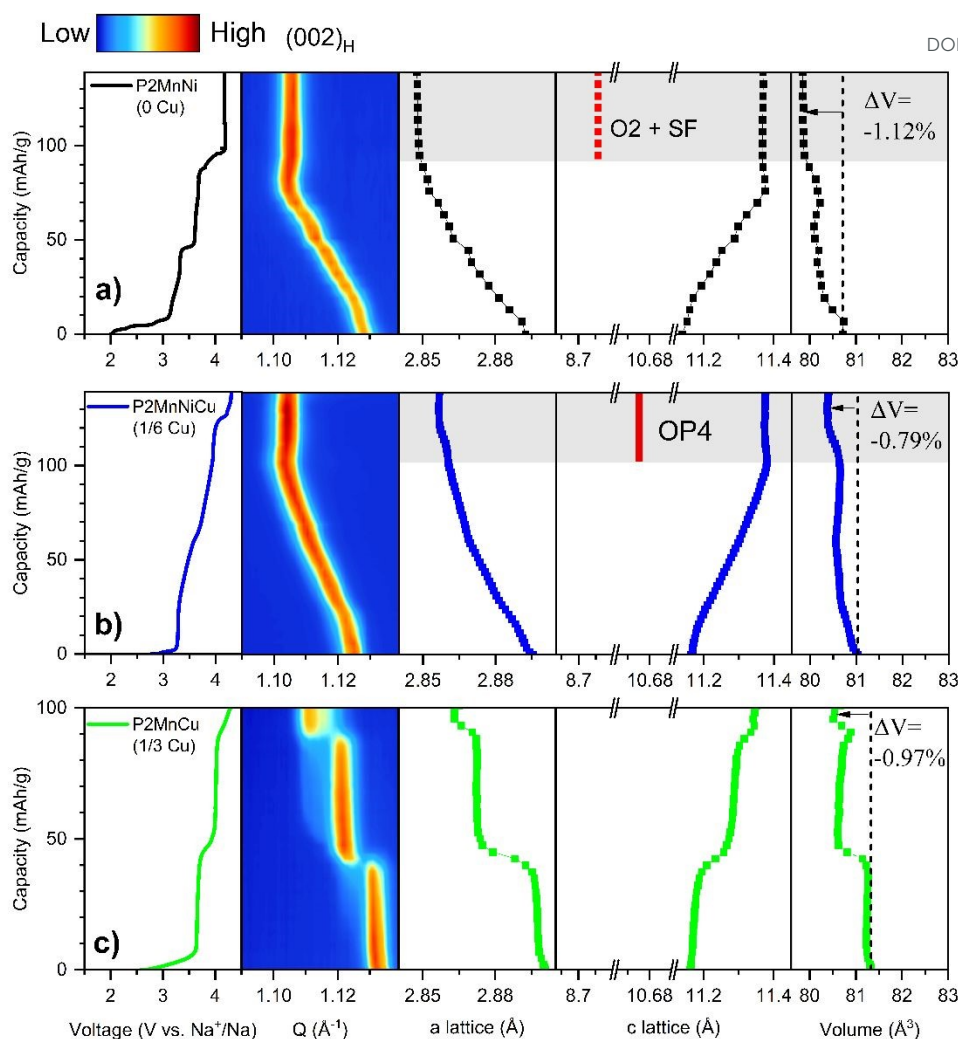 Low High (002)H
DOI
P2MnNi
(0 Cu)
O2 + SF
ΔV=
-1.12%
Capacity (mAh/g)
100
50
0
a)
2 3 4
1.10 1.12
2.85 2.88
8.7 10.68 11.2 11.4
80 81 82 83
P2MnNiCu
(1/6 Cu)
OP4
ΔV=
-0.79%
Capacity (mAh/g)
100
50
0
b)
2 3 4
1.10 1.12
2.85 2.88
8.7 10.68 11.2 11.4
80 81 82 83
P2MnCu
(1/3 Cu)
ΔV=
-0.97%
Capacity (mAh/g)
100
50
0
c)
2 3 4
1.10 1.12
2.85 2.88
8.7 10.68 11.2 11.4
80 81 82 83
Voltage (V vs. Na⁺/Na) Q (Å⁻¹) a lattice (Å) c lattice (Å) Volume (Å³)